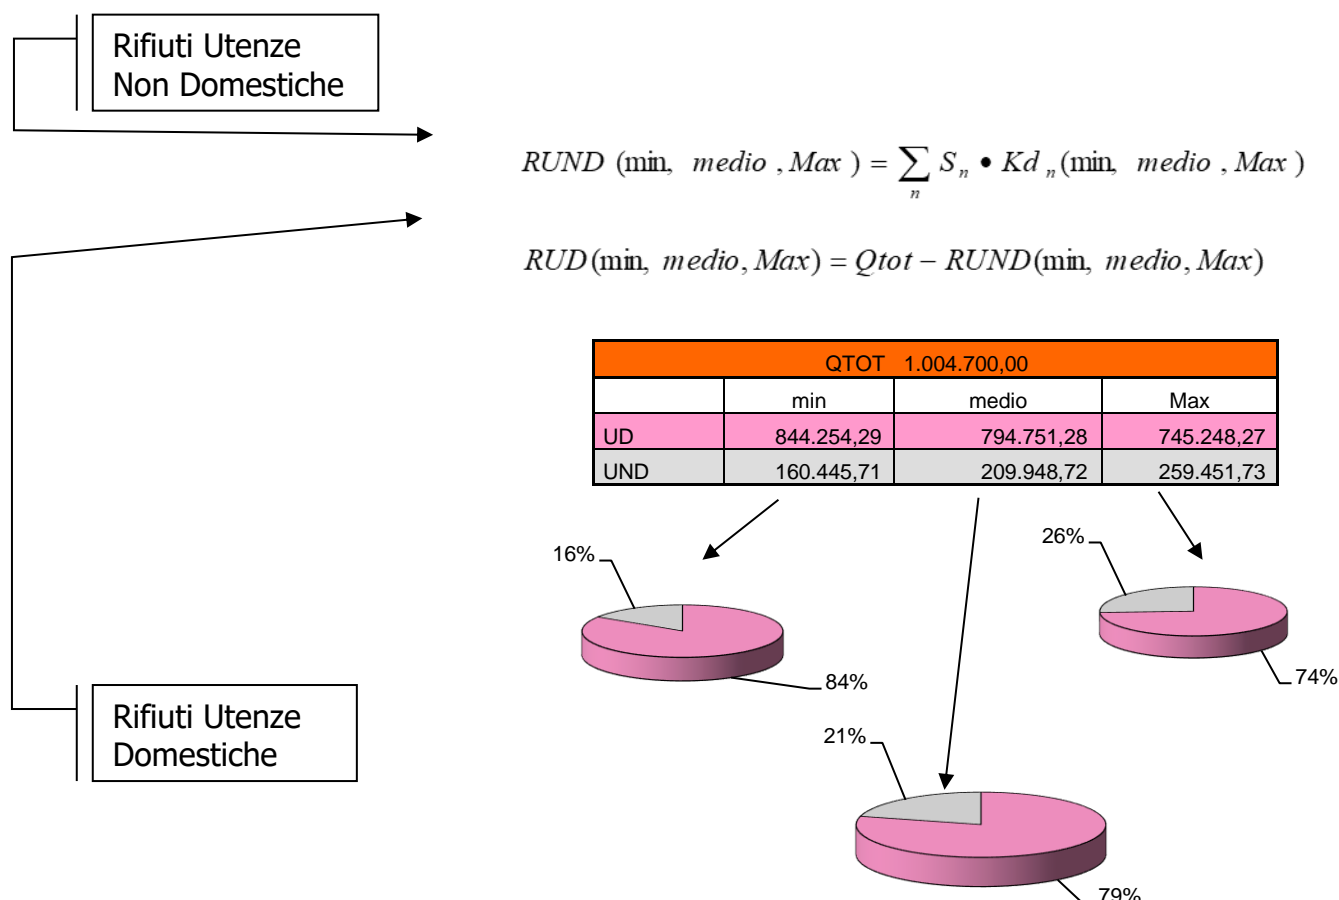 Rifiuti Utenze
Non Domestiche
RUND (min, medio , Max ) = ∑ n S n • Kd n (min, medio , Max )
RUD(min, medio, Max) = Qtot − RUND(min, medio, Max)
QTOT 1.004.700,00
min medio Max
UD 844.254,29 794.751,28 745.248,27
UND 160.445,71 209.948,72 259.451,73
16%
84%
26%
74%
21%
79%
Rifiuti Utenze
Domestiche